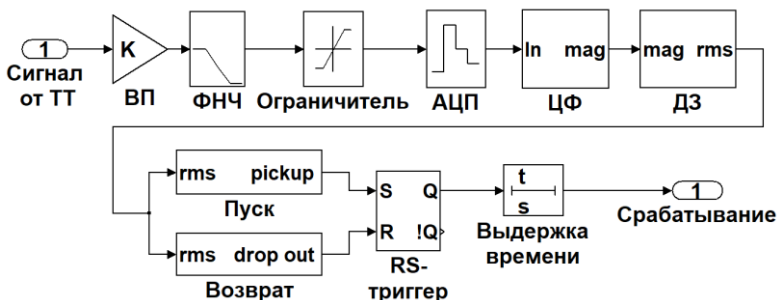 1
Сигнал
от ТТ
K
ВП
ФНЧ
Ограничитель
АЦП
In mag
ЦФ
mag rms
ДЗ
rms pickup
Пуск
rms drop out
Возврат
S Q
R !Q
RS-
триггер
t
s
Выдержка
времени
1
Срабатывание